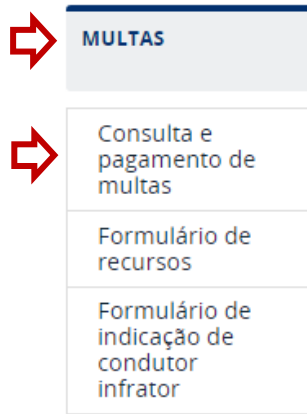 MULTAS
Consulta e
pagamento de
multas
Formulário de
recursos
Formulário de
indicação de
condutor
infrator